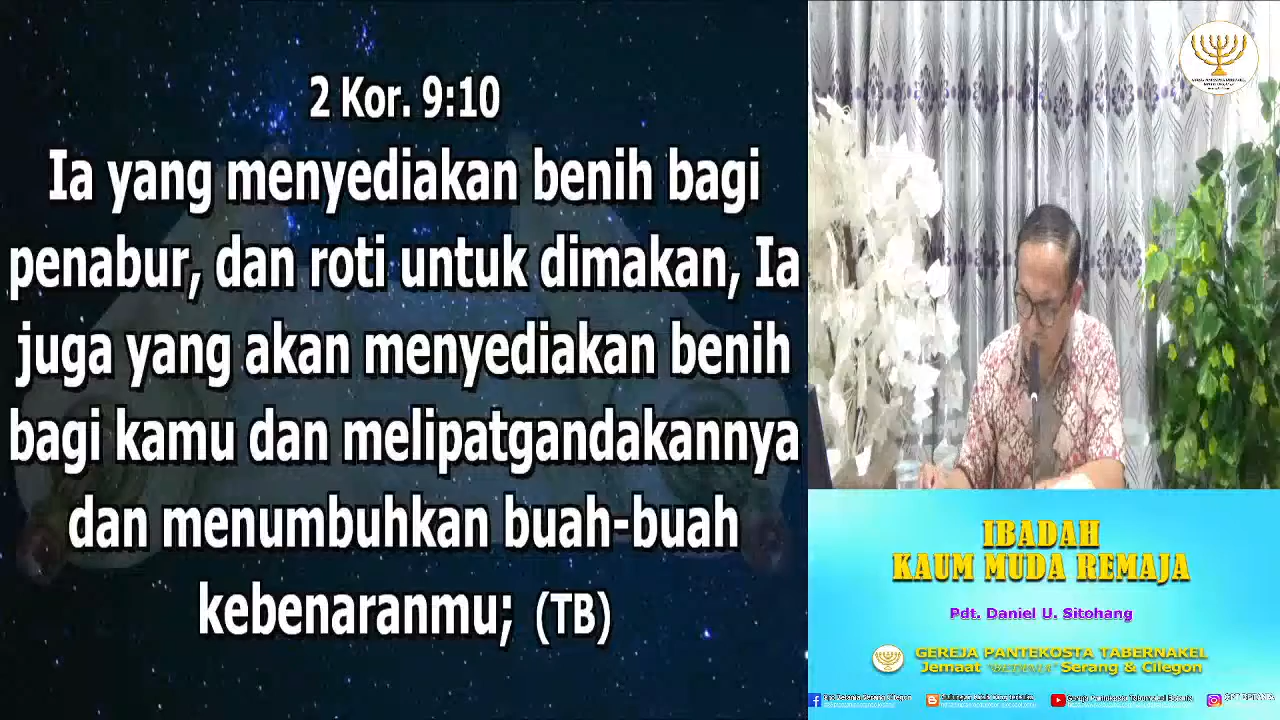 2 Kor. 9:10
Ia yang menyediakan benih bagi
penabur, dan roti untuk dimakan, Ia
juga yang akan menyediakan benih
bagi kamu dan melipatgandakannya
dan menumbuhkan buah-buah
kebenaranmu; (TB)
IBADAH
KAUM MUDA REMAJA
Pdt. Daniel U. Sitohang
GEREJA PANTEKOSTA TABERNAKEL
Jemaat "BETANIA" Serang & Cilegon